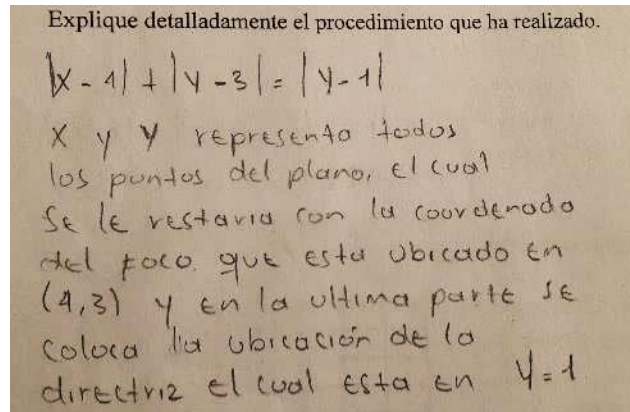 Explique detalladamente el procedimiento que ha realizado.
|x - 4| + |y - 3| = |y - 1|
x y y represento todos
los puntos del plano, el cual
se le restaria con la coordenada
del foco. que esta ubicado en
(4,3) y en la ultima parte se
coloca la ubicación de la
directriz el cual esta en y = 1